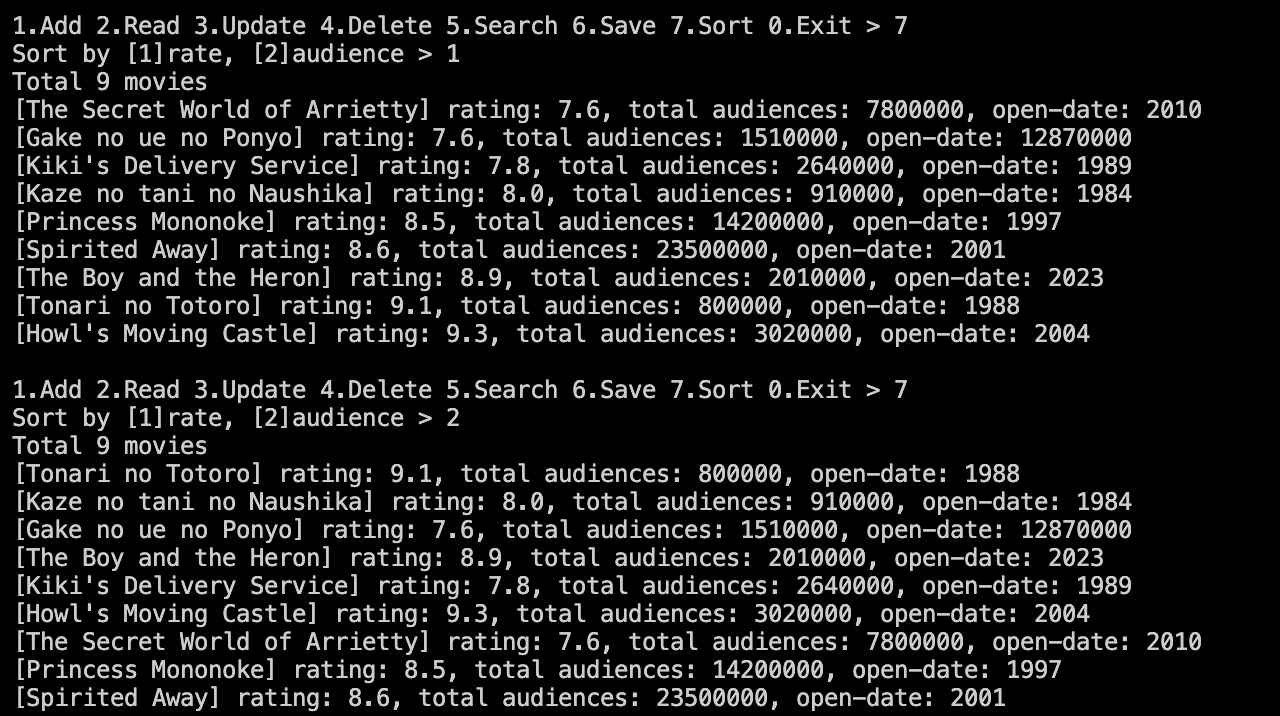 1.Add 2.Read 3.Update 4.Delete 5.Search 6.Save 7.Sort 0.Exit > 7
Sort by [1]rate, [2]audience > 1
Total 9 movies
[The Secret World of Arrietty] rating: 7.6, total audiences: 7800000, open-date: 2010
[Gake no ue no Ponyo] rating: 7.6, total audiences: 1510000, open-date: 12870000
[Kiki's Delivery Service] rating: 7.8, total audiences: 2640000, open-date: 1989
[Kaze no tani no Naushika] rating: 8.0, total audiences: 910000, open-date: 1984
[Princess Mononoke] rating: 8.5, total audiences: 14200000, open-date: 1997
[Spirited Away] rating: 8.6, total audiences: 23500000, open-date: 2001
[The Boy and the Heron] rating: 8.9, total audiences: 2010000, open-date: 2023
[Tonari no Totoro] rating: 9.1, total audiences: 800000, open-date: 1988
[Howl's Moving Castle] rating: 9.3, total audiences: 3020000, open-date: 2004
1.Add 2.Read 3.Update 4.Delete 5.Search 6.Save 7.Sort 0.Exit > 7
Sort by [1]rate, [2]audience > 2
Total 9 movies
[Tonari no Totoro] rating: 9.1, total audiences: 800000, open-date: 1988
[Kaze no tani no Naushika] rating: 8.0, total audiences: 910000, open-date: 1984
[Gake no ue no Ponyo] rating: 7.6, total audiences: 1510000, open-date: 12870000
[The Boy and the Heron] rating: 8.9, total audiences: 2010000, open-date: 2023
[Kiki's Delivery Service] rating: 7.8, total audiences: 2640000, open-date: 1989
[Howl's Moving Castle] rating: 9.3, total audiences: 3020000, open-date: 2004
[The Secret World of Arrietty] rating: 7.6, total audiences: 7800000, open-date: 2010
[Princess Mononoke] rating: 8.5, total audiences: 14200000, open-date: 1997
[Spirited Away] rating: 8.6, total audiences: 23500000, open-date: 2001